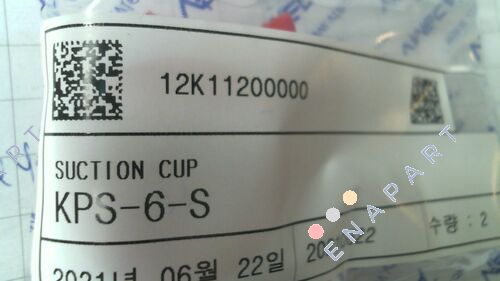 12K11200000
SUCTION CUP
KPS-6-S
2021년 06월 22일
수량 : 2
ENAPART